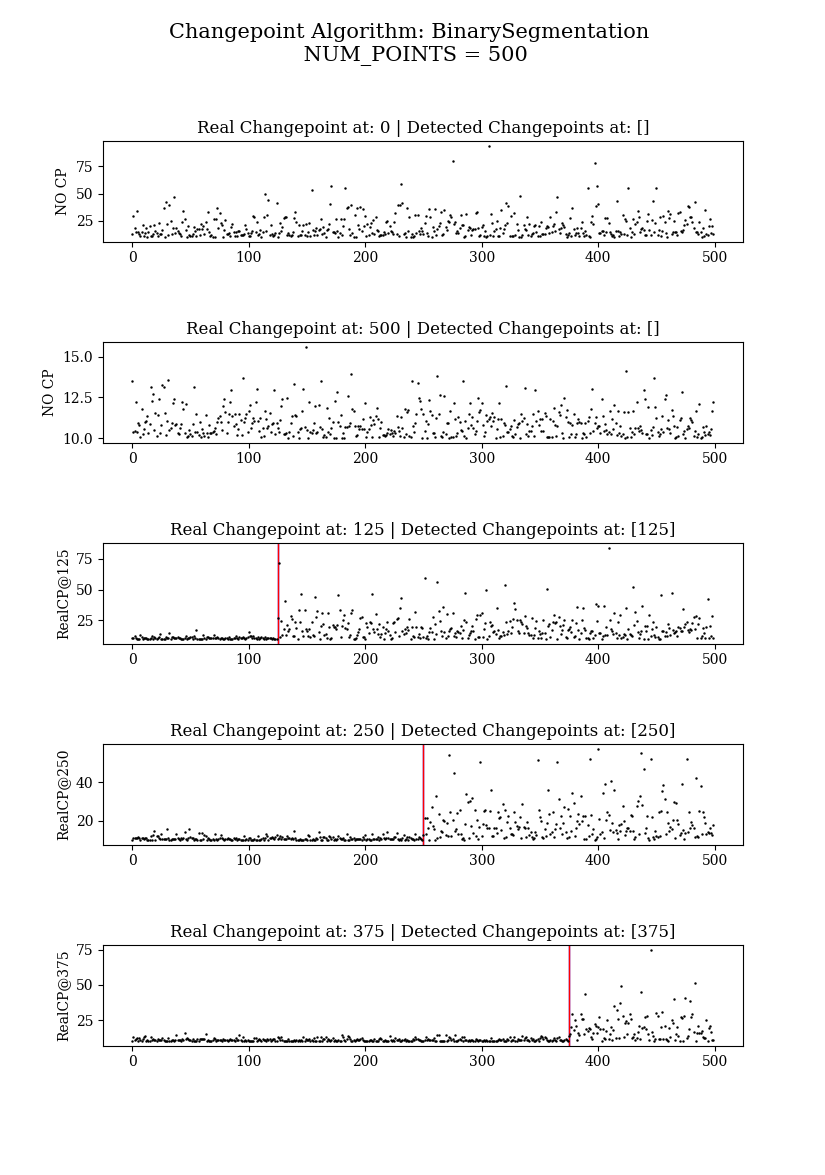 Changepoint Algorithm: BinarySegmentation
NUM_POINTS = 500
Real Changepoint at: 0 | Detected Changepoints at: []
NO CP
75
50
25
0 100 200 300 400 500
Real Changepoint at: 500 | Detected Changepoints at: []
NO CP
15.0
12.5
10.0
0 100 200 300 400 500
Real Changepoint at: 125 | Detected Changepoints at: [125]
RealCP@125
75
50
25
0 100 200 300 400 500
Real Changepoint at: 250 | Detected Changepoints at: [250]
RealCP@250
40
20
0 100 200 300 400 500
Real Changepoint at: 375 | Detected Changepoints at: [375]
RealCP@375
75
50
25
0 100 200 300 400 500